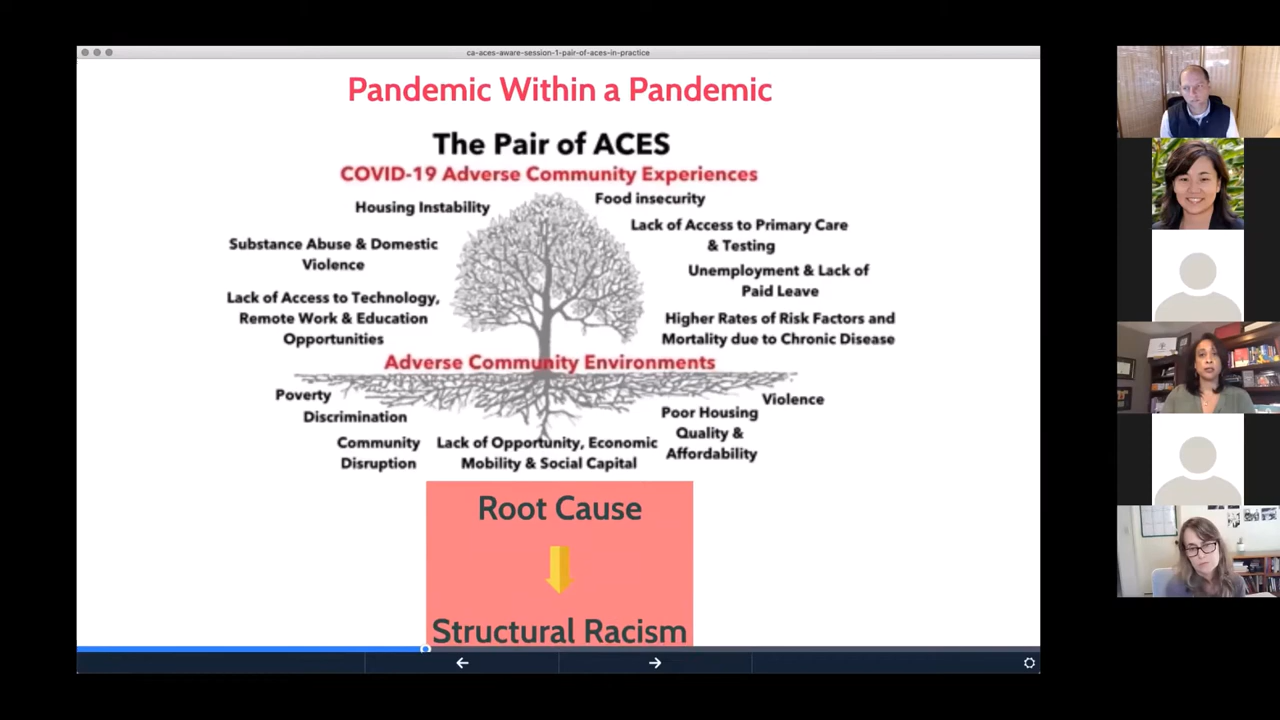 ca-aces-aware-session-1-pair-of-aces-in-practice
Pandemic Within a Pandemic
The Pair of ACES
COVID-19 Adverse Community Experiences
Housing Instability
Food insecurity
Substance Abuse & Domestic
Violence
Lack of Access to Primary Care
& Testing
Lack of Access to Technology,
Remote Work & Education
Opportunities
Unemployment & Lack of
Paid Leave
Higher Rates of Risk Factors and
Mortality due to Chronic Disease
Adverse Community Environments
Poverty
Discrimination
Community
Disruption
Lack of Opportunity, Economic
Mobility & Social Capital
Poor Housing
Quality &
Affordability
Violence
Root Cause
Structural Racism